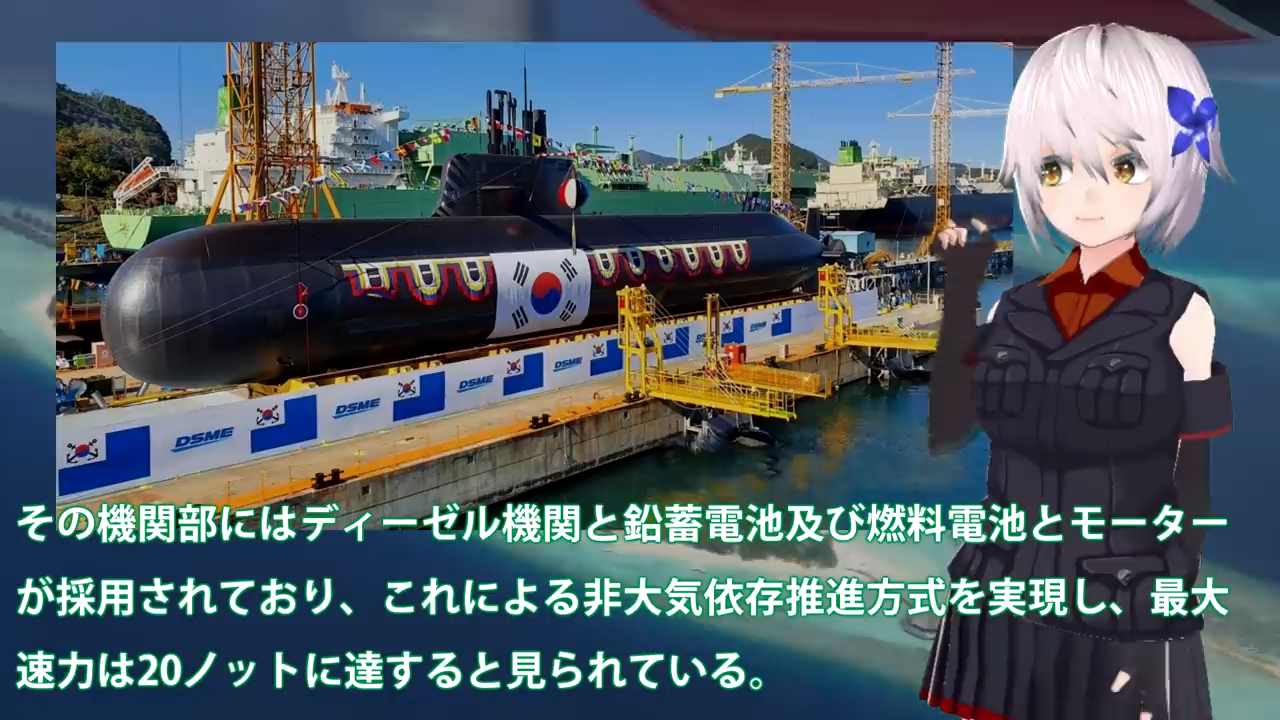 DSME
DSME
DSME
DSME
DSME
その機関部にはディーゼル機関と鉛蓄電池及び燃料電池とモーター
が採用されており、これによる非大気依存推進方式を実現し、最大
速力は20ノットに達すると見られている。